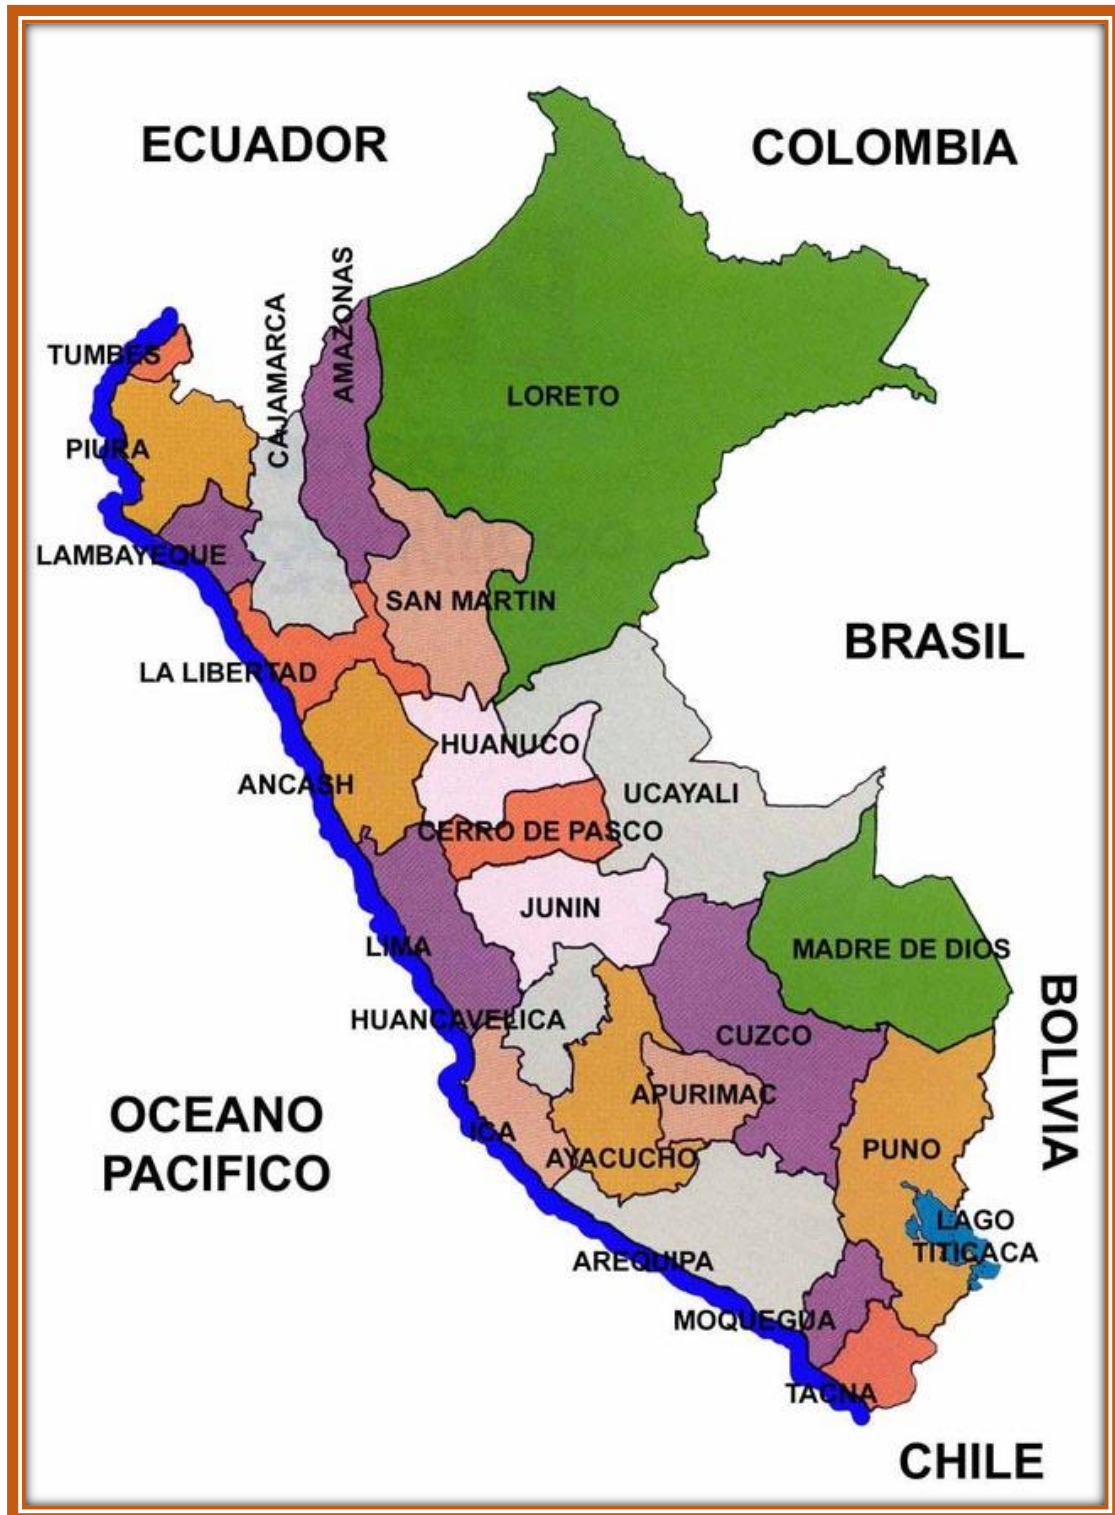 ECUADOR
COLOMBIA
AMAZONAS
CAJAMARCA
TUMBES
LORETO
PIURA
LAMBAYEQUE
SAN MARTIN
BRASIL
LA LIBERTAD
HUANUCO
ANCASH
UCAYALI
CERRO DE PASCO
JUNIN
LIMA
MADRE DE DIOS
HUANCAVELICA
CUZCO
BOLIVIA
APURIMAC
OCEANO
PACIFICO
ICA
AYACUCHO
PUNO
LAGO
TITICACA
AREQUIPA
MOQUEGUA
TACNA
CHILE